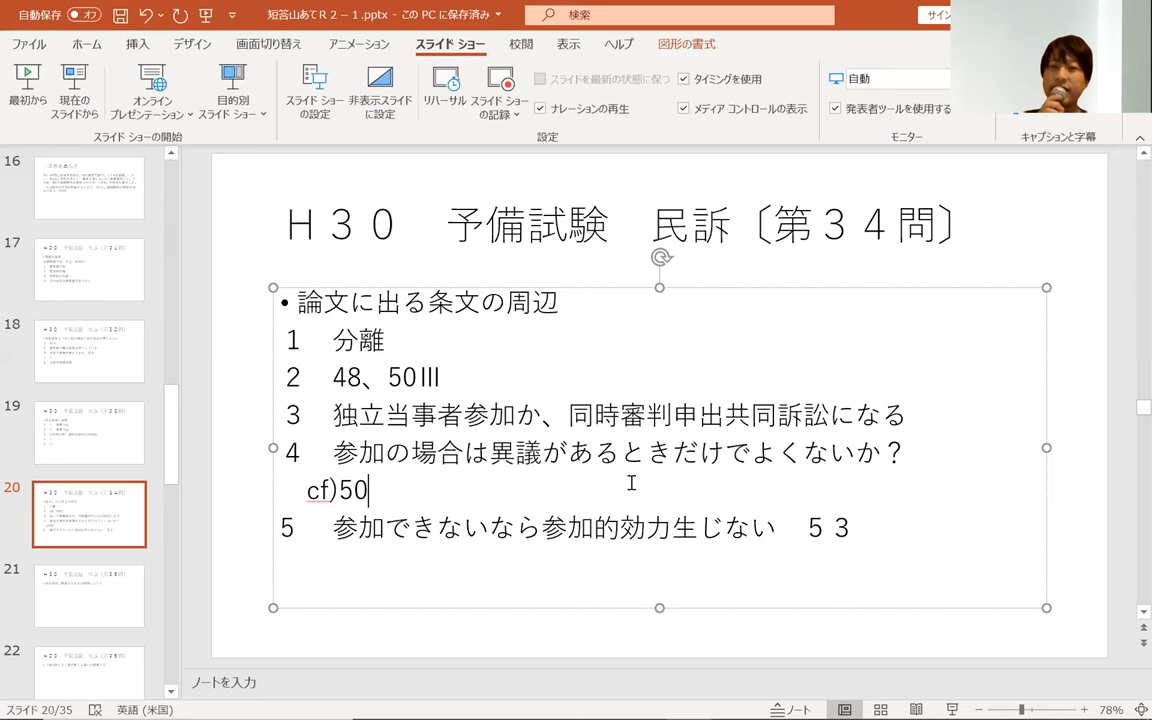 自動保存 オフ 短答山あてＲ２－１.pptx - この PC に保存済み 検索 サイン
ファイル ホーム 挿入 デザイン 画面切り替え アニメーション スライド ショー 校閲 表示 ヘルプ 図形の書式
最初から 現在の スライドから オンライン プレゼンテーション 目的別 スライド ショー スライド ショー の設定 非表示スライド に設定 リハーサル スライド ショー の記録 スライドを最新の状態に保つ タイミングを使用 自動
ナレーションの再生 メディア コントロールの表示 発表者ツールを使用する
スライド ショーの開始 設定 モニター キャプションと字幕
16
17
18
19
20
21
22
Ｈ３０　予備試験　民訴〔第３４問〕
• 論文に出る条文の周辺
1　分離
2　48、50Ⅲ
3　独立当事者参加か、同時審判申出共同訴訟になる
4　参加の場合は異議があるときだけでよくないか？
cf)50
5　参加できないなら参加的効力生じない　５３
ノートを入力
スライド 20/35 英語 (米国) ノート 78%